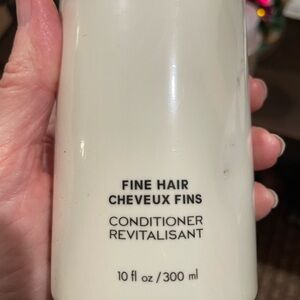 FINE HAIR
CHEVEUX FINS
CONDITIONER
REVITALISANT
10 fl oz / 300 ml